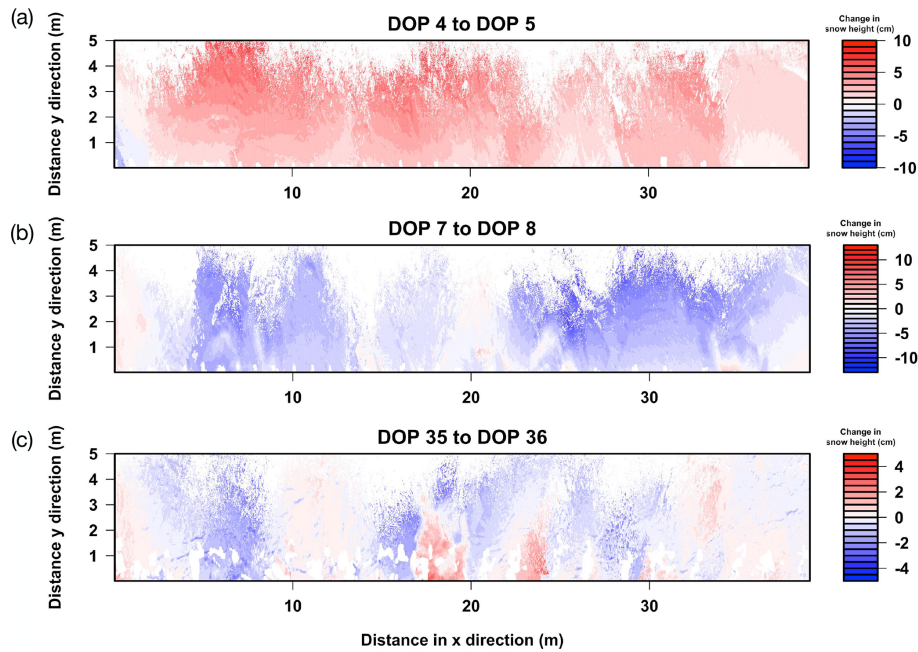 (a)
DOP 4 to DOP 5
Change in
snow height (cm)
Distance y direction (m)
5
4
3
2
1
10
20
30
10
5
0
-5
-10
(b)
DOP 7 to DOP 8
Change in
snow height (cm)
Distance y direction (m)
5
4
3
2
1
10
20
30
10
5
0
-5
-10
(c)
DOP 35 to DOP 36
Change in
snow height (cm)
Distance y direction (m)
5
4
3
2
1
10
20
30
4
2
0
-2
-4
Distance in x direction (m)